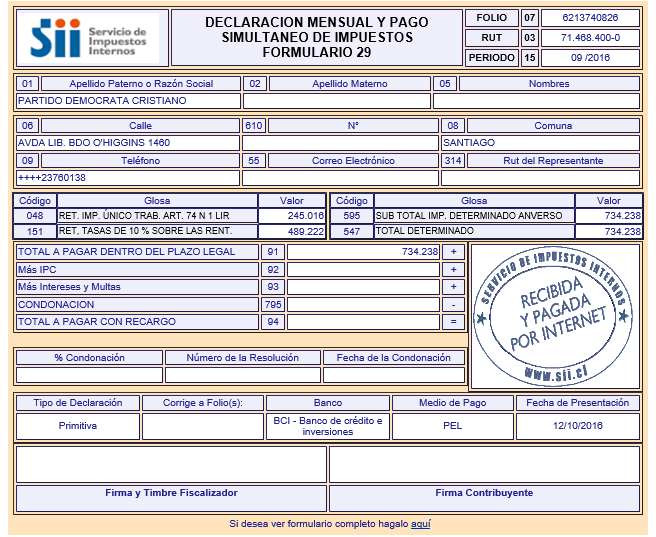 sii Servicio de
Impuestos
Internos
DECLARACION MENSUAL Y PAGO
SIMULTANEO DE IMPUESTOS
FORMULARIO 29
FOLIO 07 6213740826
RUT 03 71.468.400-0
PERIODO 15 09 /2016
01 Apellido Paterno o Razón Social 02 Apellido Materno 05 Nombres
PARTIDO DEMOCRATA CRISTIANO
06 Calle 610 N° 08 Comuna
AVDA LIB. BDO O'HIGGINS 1460 SANTIAGO
09 Teléfono 55 Correo Electrónico 314 Rut del Representante
++++23760138
Código Glosa Valor Código Glosa Valor
048 RET. IMP. ÚNICO TRAB. ART. 74 N 1 LIR 245.016 595 SUB TOTAL IMP. DETERMINADO ANVERSO 734.238
151 RET, TASAS DE 10 % SOBRE LAS RENT. 489.222 547 TOTAL DETERMINADO 734.238
TOTAL A PAGAR DENTRO DEL PLAZO LEGAL 91 734.238 +
Más IPC 92 +
Más Intereses y Multas 93 +
CONDONACION 795 -
TOTAL A PAGAR CON RECARGO 94 =
SERVICIO DE IMPUESTOS INTERNOS
RECIBIDA
Y PAGADA
POR INTERNET
www.sii.cl
% Condonación Número de la Resolución Fecha de la Condonación
Tipo de Declaración Corrige a Folio(s): Banco Medio de Pago Fecha de Presentación
Primitiva BCI - Banco de crédito e inversiones PEL 12/10/2016
Firma y Timbre Fiscalizador Firma Contribuyente
Si desea ver formulario completo hagalo aquí